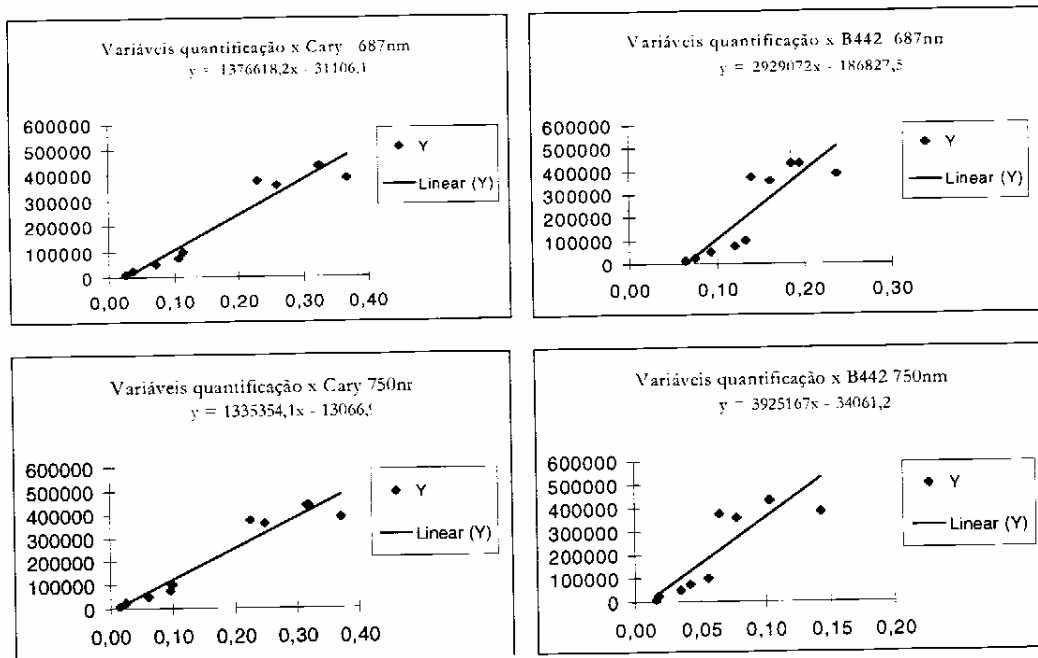 Variáveis quantificação x Cary 687nm
y = 1376618,2x - 31106,1
600000
500000
400000
300000
200000
100000
0
0,00 0,10 0,20 0,30 0,40
Y
Linear (Y)
Variáveis quantificação x B442 687nm
y = 2929072x - 186827,5
600000
500000
400000
300000
200000
100000
0
0,00 0,10 0,20 0,30
Y
Linear (Y)
Variáveis quantificação x Cary 750nr
y = 1335354,1x - 13066,9
600000
500000
400000
300000
200000
100000
0
0,00 0,10 0,20 0,30 0,40
Y
Linear (Y)
Variáveis quantificação x B442 750nm
y = 3925167x - 34061,2
600000
500000
400000
300000
200000
100000
0
0,00 0,05 0,10 0,15 0,20
Y
Linear (Y)